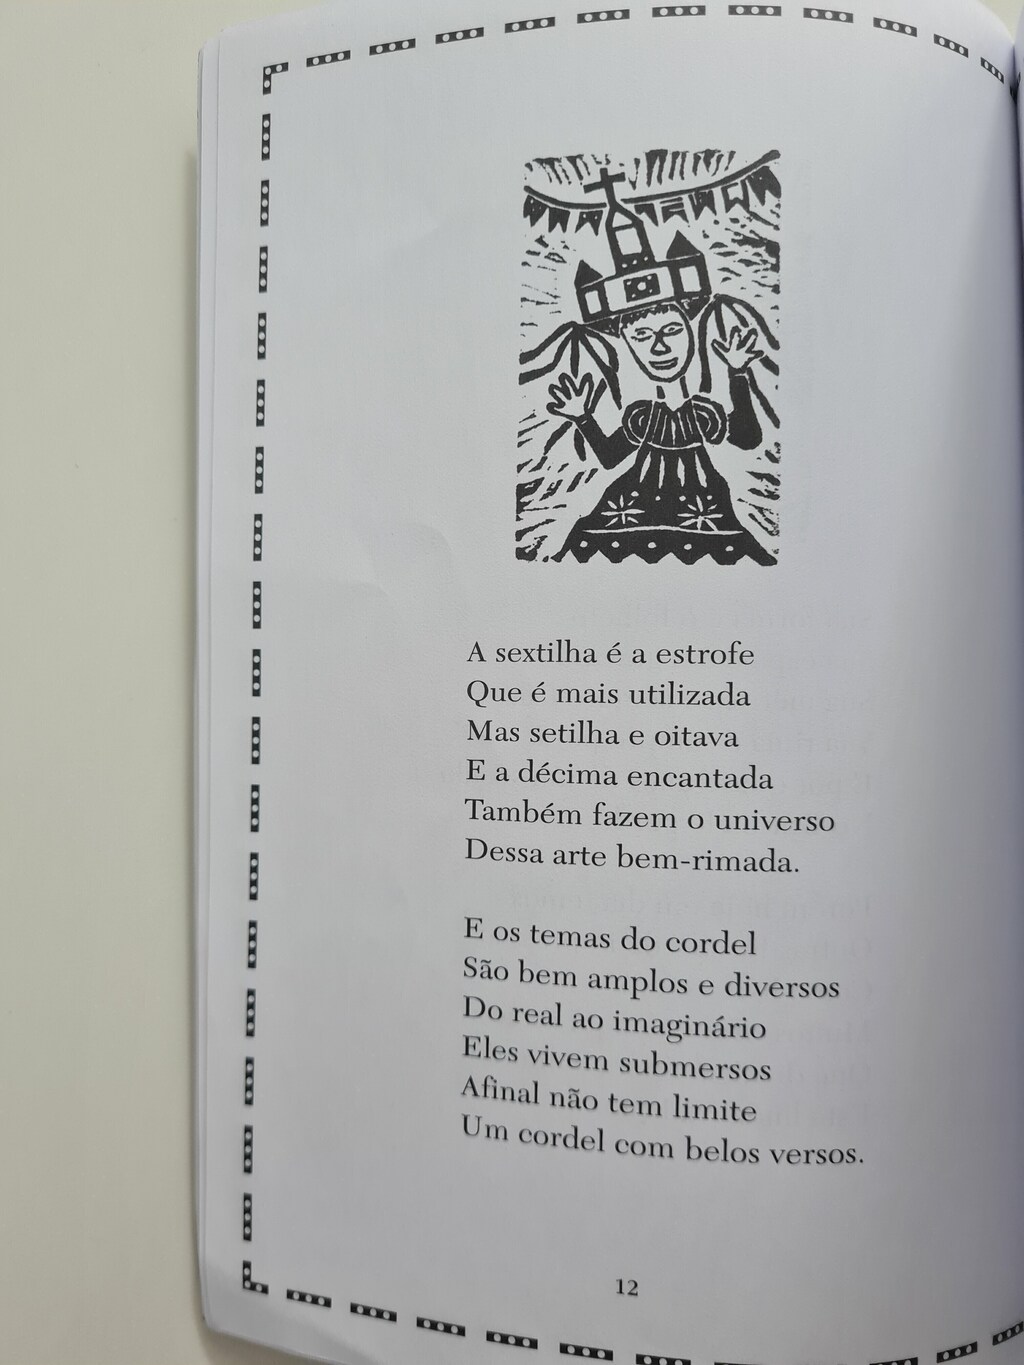 A sextilha é a estrofe
Que é mais utilizada
Mas setilha e oitava
E a décima encantada
Também fazem o universo
Dessa arte bem-rimada.
E os temas do cordel
São bem amplos e diversos
Do real ao imaginário
Eles vivem submersos
Afinal não tem limite
Um cordel com belos versos.
12